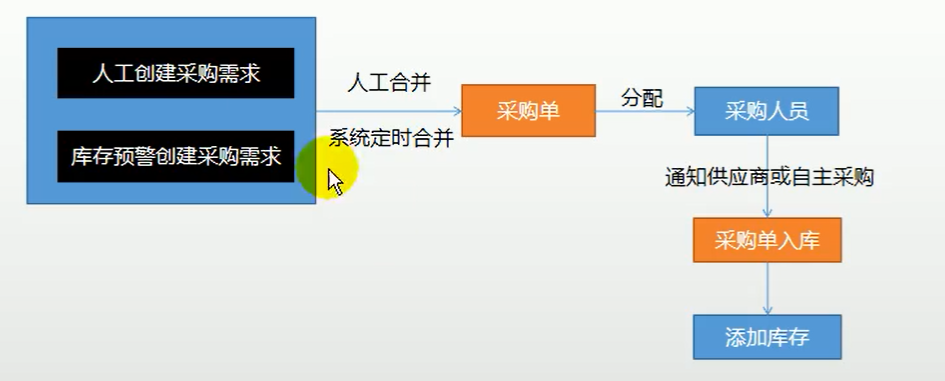 人工创建采购需求
库存预警创建采购需求
人工合并
系统定时合并
采购单
分配
采购人员
通知供应商或自主采购
采购单入库
添加库存